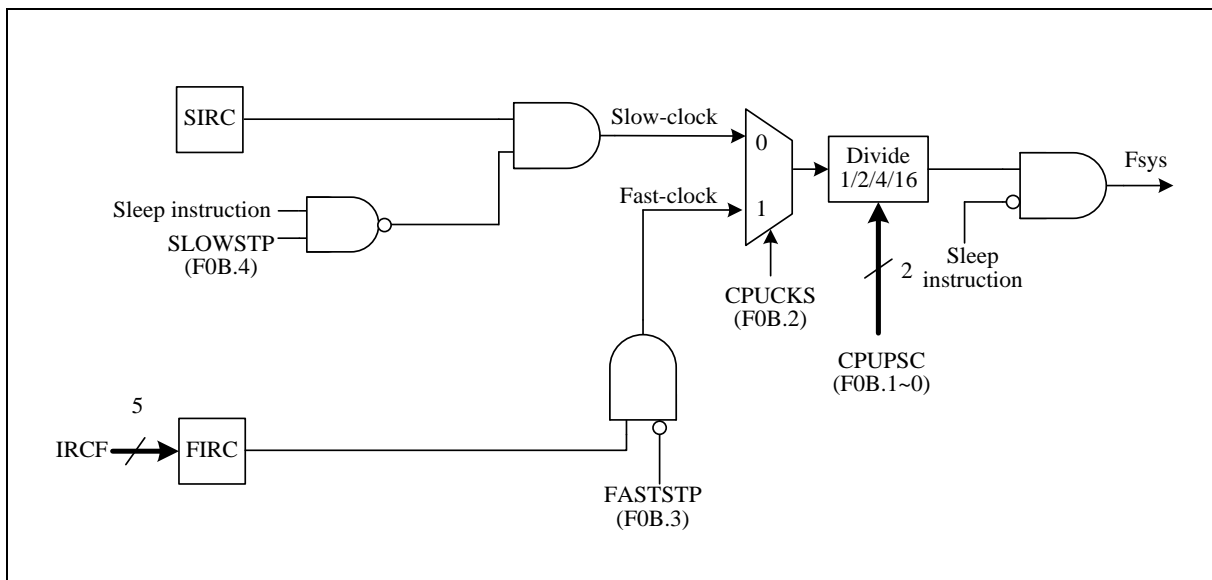 SIRC
Slow-clock
0
Divide
1/2/4/16
Fsys
Sleep instruction
SLOWSTP
(F0B.4)
Fast-clock
1
Sleep
instruction
2
CPUCKS
(F0B.2)
CPUPSC
(F0B.1~0)
5
IRCF
FIRC
FASTSTP
(F0B.3)